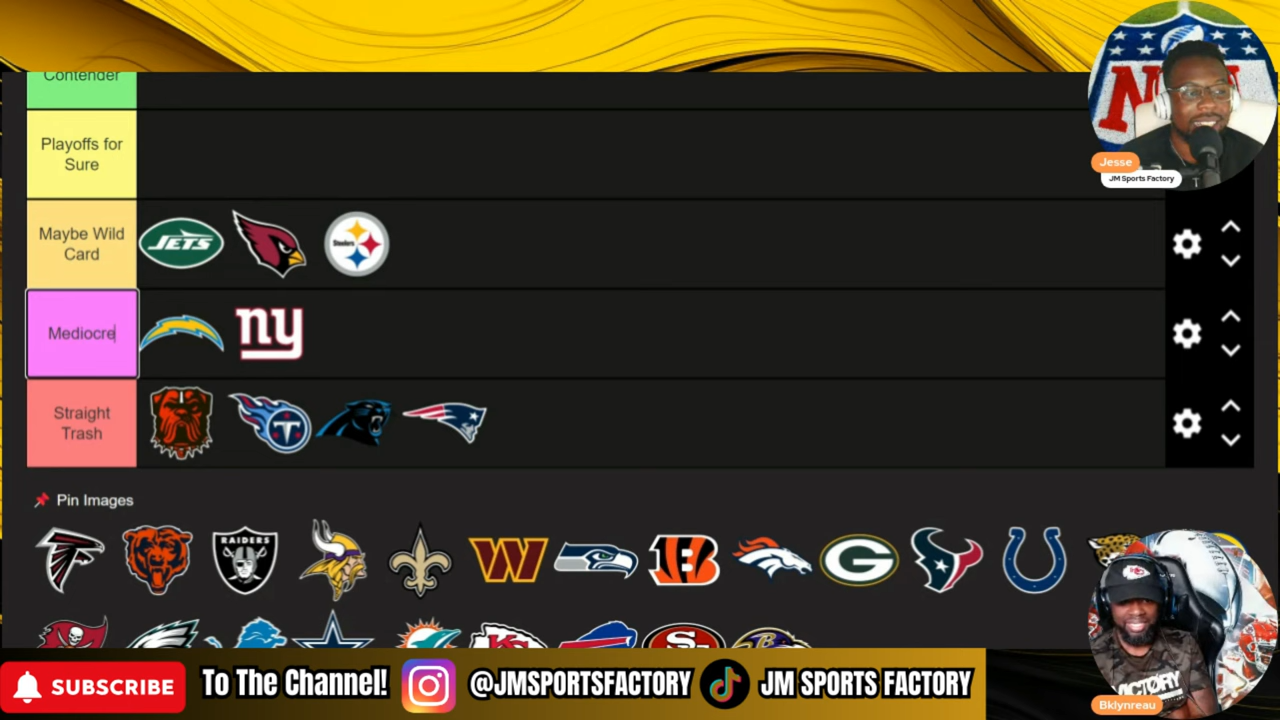 Contender
Playoffs for
Sure
Maybe Wild
Card
JETS
Steelers
Mediocre
ny
Straight
Trash
T
Pin Images
RAIDERS
W
B
G
Jesse
JM Sports Factory
Bklynreau
SUBSCRIBE
To The Channel!
@JMSPORTSFACTORY
JM SPORTS FACTORY